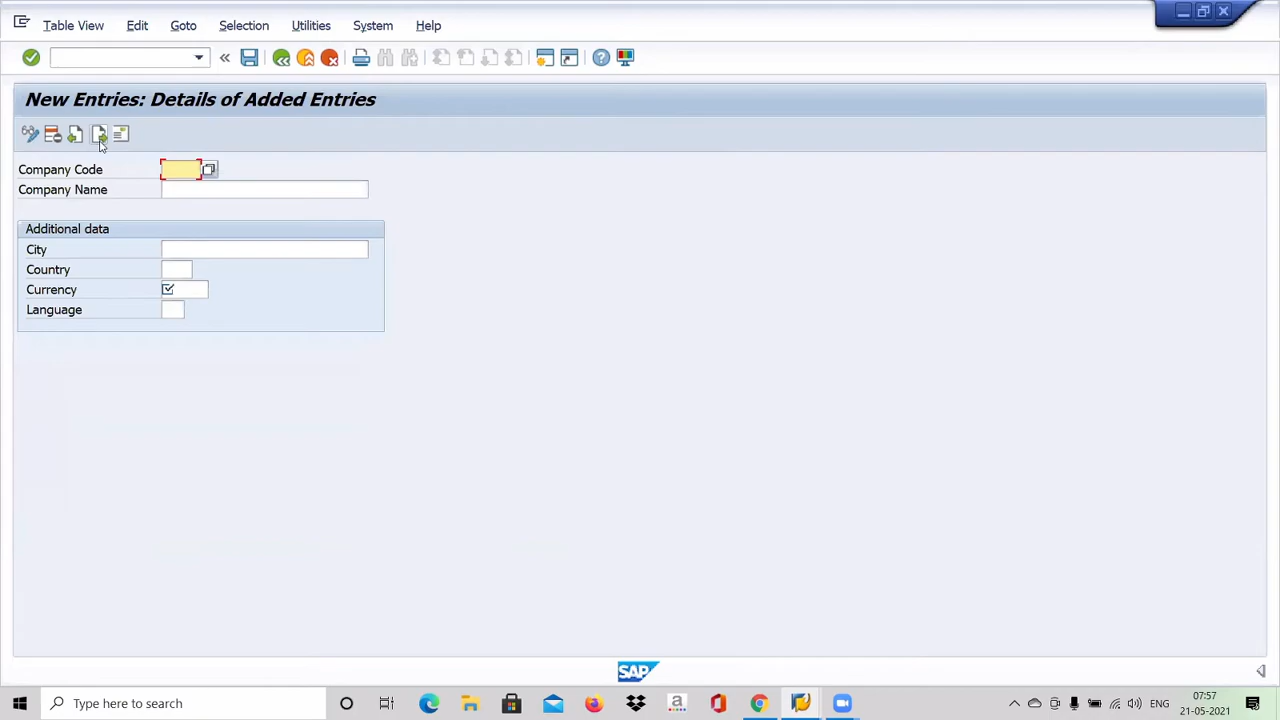 Table View Edit Goto Selection Utilities System Help
New Entries: Details of Added Entries
Company Code
Company Name
Additional data
City
Country
Currency
Language
SAP
Type here to search
ENG
07:57
21-05-2021